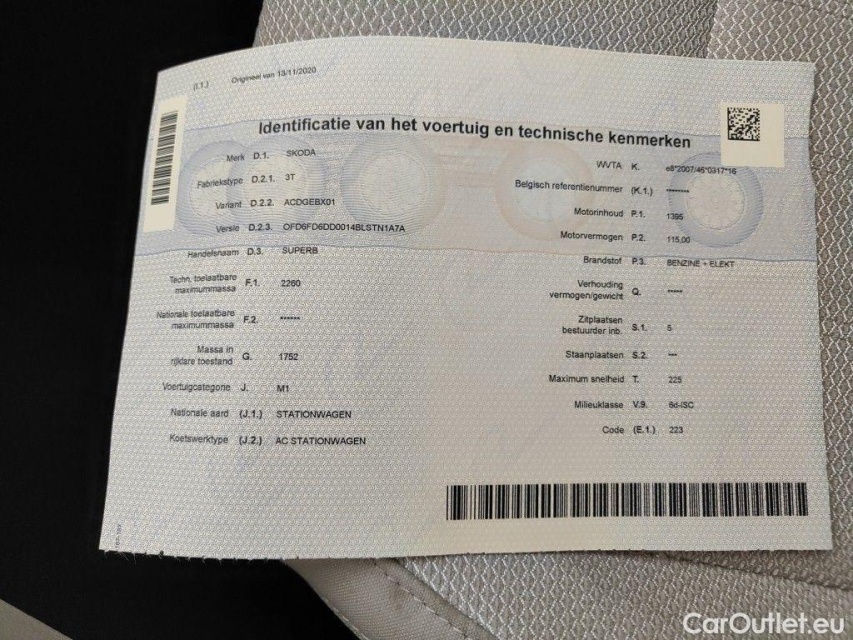 (I.1.) Origineel van 13/11/2020
Identificatie van het voertuig en technische kenmerken
Merk D.1. SKODA
Fabriekstype D.2.1. 3T
Variant D.2.2. ACDGEBX01
Versie D.2.3. OFD6FD6DD0014BLSTN1A7A
Handelsnaam D.3. SUPERB
Techn. toelaatbare
maximummassa F.1. 2260
Nationale toelaatbare
maximummassa F.2. ******
Massa in
rijklare toestand G. 1752
Voertuigcategorie J. M1
Nationale aard (J.1.) STATIONWAGEN
Koetswerktype (J.2.) AC STATIONWAGEN
WVTA K. e8*2007/46*0317*16
Belgisch referentienummer (K.1.) ********
Motorinhoud P.1. 1395
Motorvermogen P.2. 115,00
Brandstof P.3. BENZINE + ELEKT
Verhouding
vermogen/gewicht Q. *****
Zitplaatsen
bestuurder inb. S.1. 5
Staanplaatsen S.2. ***
Maximum snelheid T. 225
Milieuklasse V.9. 6d-ISC
Code (E.1.) 223
CarOutlet.eu